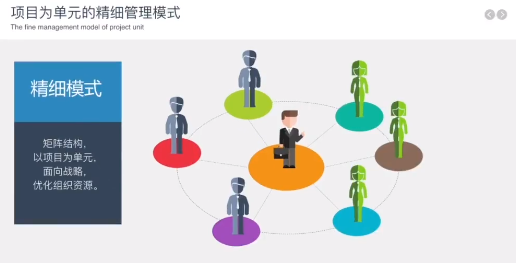 项目为单元的精细管理模式
The fine management model of project unit
精细模式
矩阵结构，
以项目为单元，
面向战略，
优化组织资源。